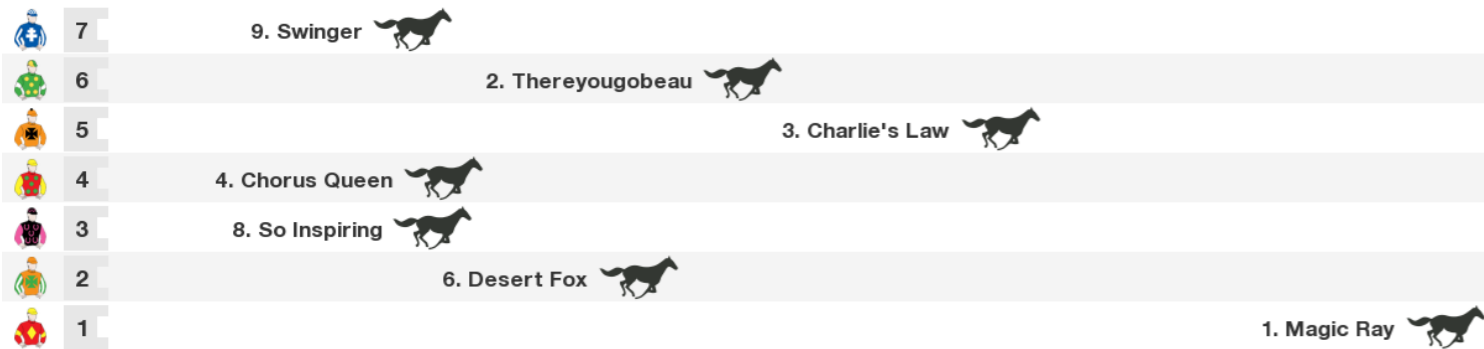 7 9. Swinger
6 2. Thereyougobeau
5 3. Charlie's Law
4 4. Chorus Queen
3 8. So Inspiring
2 6. Desert Fox
1 1. Magic Ray